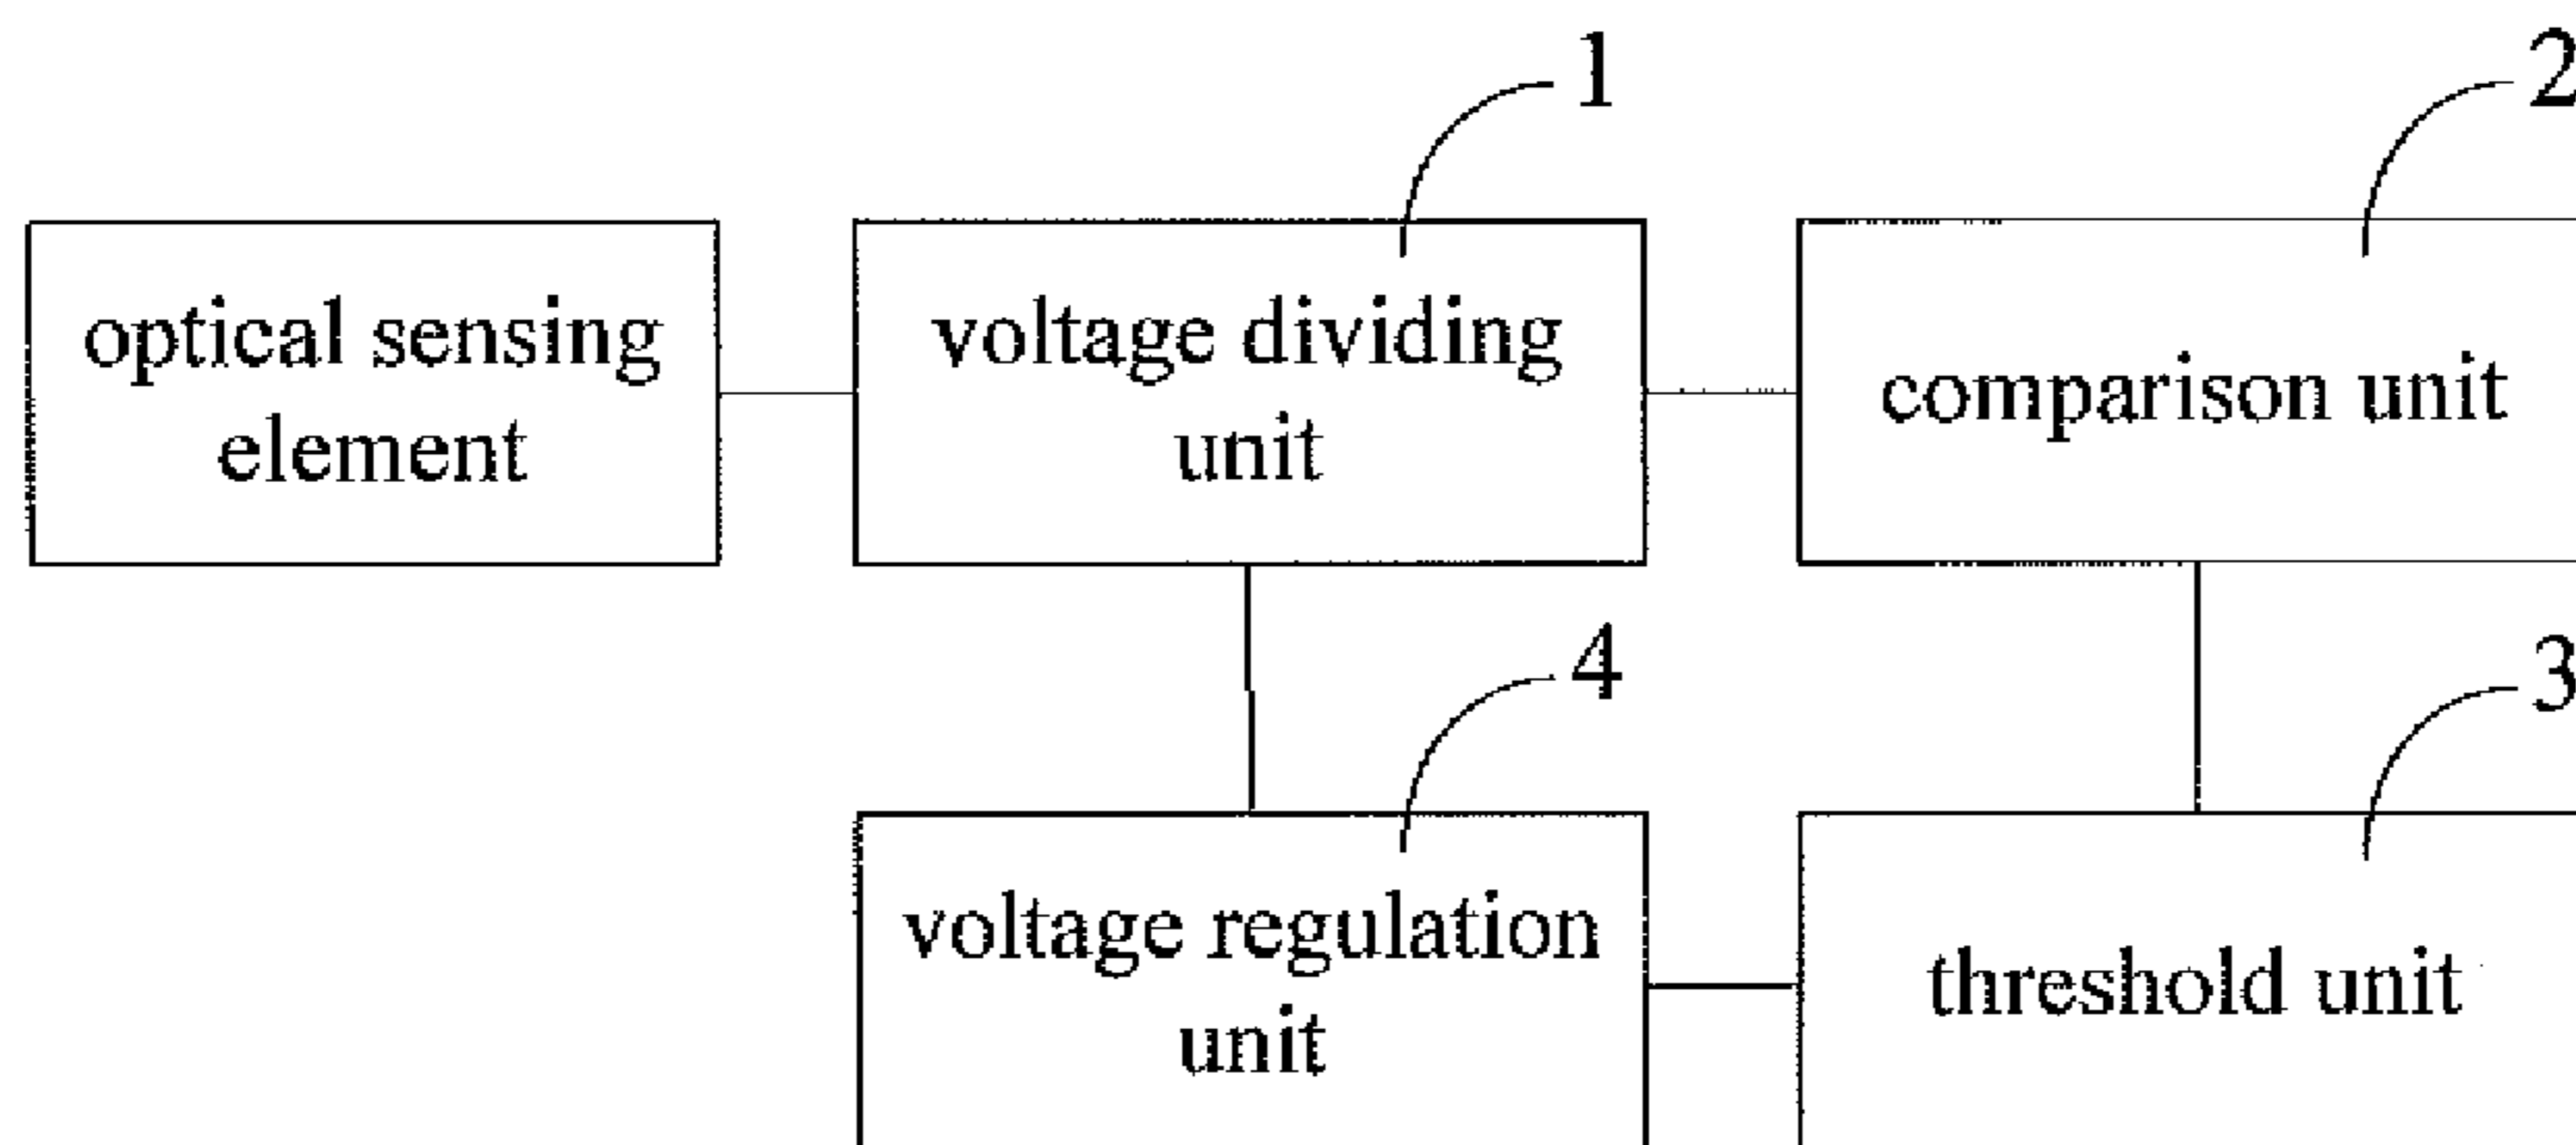 1
2
optical sensing
element
voltage dividing
unit
comparison unit
4
3
voltage regulation
unit
threshold unit